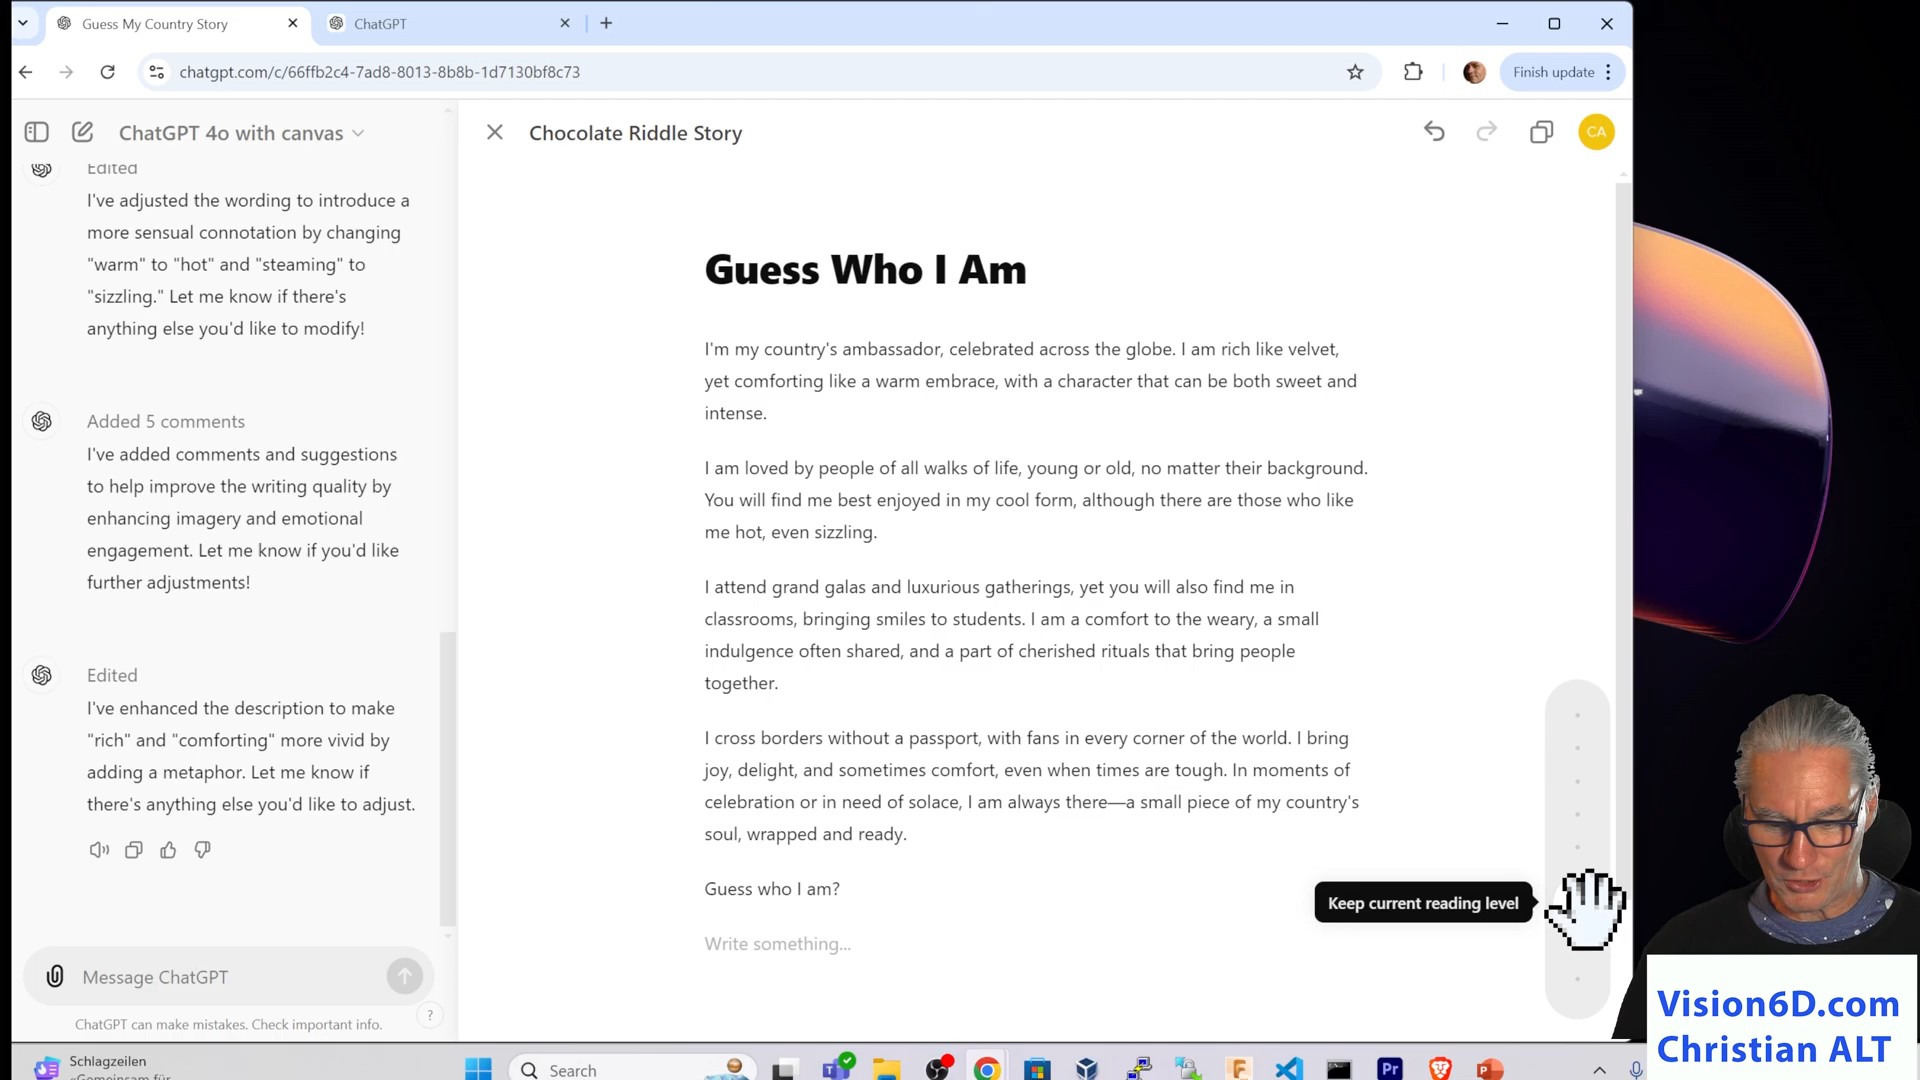 Guess My Country Story
ChatGPT
chatgpt.com/c/66ffb2c4-7ad8-8013-8b8b-1d7130bf8c73
Finish update
ChatGPT 4o with canvas
Edited
I've adjusted the wording to introduce a
more sensual connotation by changing
"warm" to "hot" and "steaming" to
"sizzling." Let me know if there's
anything else you'd like to modify!
Added 5 comments
I've added comments and suggestions
to help improve the writing quality by
enhancing imagery and emotional
engagement. Let me know if you'd like
further adjustments!
Edited
I've enhanced the description to make
"rich" and "comforting" more vivid by
adding a metaphor. Let me know if
there's anything else you'd like to adjust.
Message ChatGPT
?
ChatGPT can make mistakes. Check important info.
Chocolate Riddle Story
CA
Guess Who I Am
I'm my country's ambassador, celebrated across the globe. I am rich like velvet,
yet comforting like a warm embrace, with a character that can be both sweet and
intense.
I am loved by people of all walks of life, young or old, no matter their background.
You will find me best enjoyed in my cool form, although there are those who like
me hot, even sizzling.
I attend grand galas and luxurious gatherings, yet you will also find me in
classrooms, bringing smiles to students. I am a comfort to the weary, a small
indulgence often shared, and a part of cherished rituals that bring people
together.
I cross borders without a passport, with fans in every corner of the world. I bring
joy, delight, and sometimes comfort, even when times are tough. In moments of
celebration or in need of solace, I am always there—a small piece of my country's
soul, wrapped and ready.
Guess who I am?
Write something...
Keep current reading level
Vision6D.com
Christian ALT
Schlagzeilen
«Gemeinsam für
Search
Pr